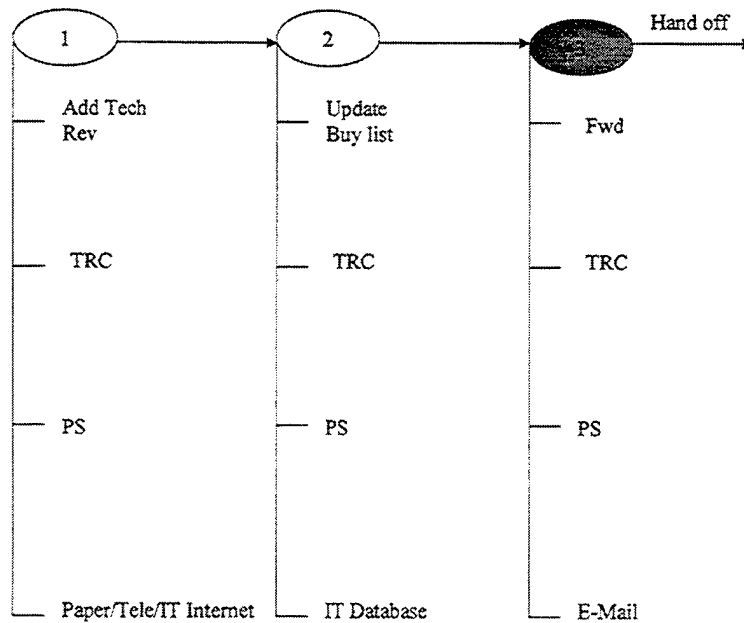 1
2
Hand off
Add Tech
Rev
Update
Buy list
Fwd
TRC
TRC
TRC
PS
PS
PS
Paper/Tele/IT Internet
IT Database
E-Mail